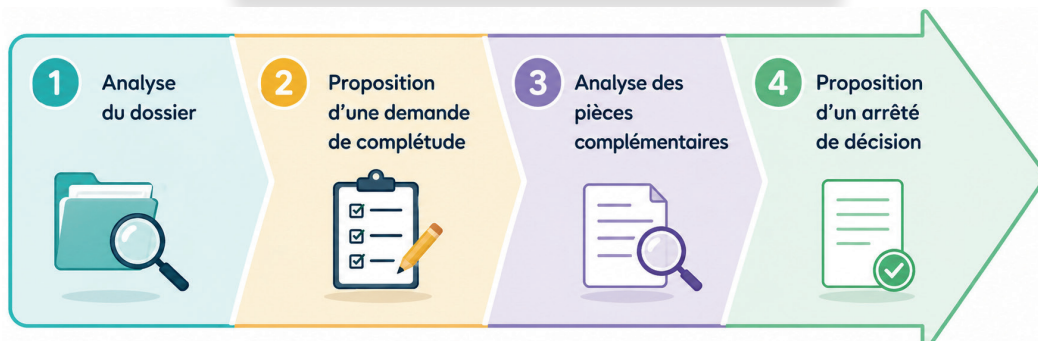 1
Analyse
du dossier
2
Proposition
d’une demande
de complétude
3
Analyse des
pièces
complémentaires
4
Proposition
d’un arrêté
de décision